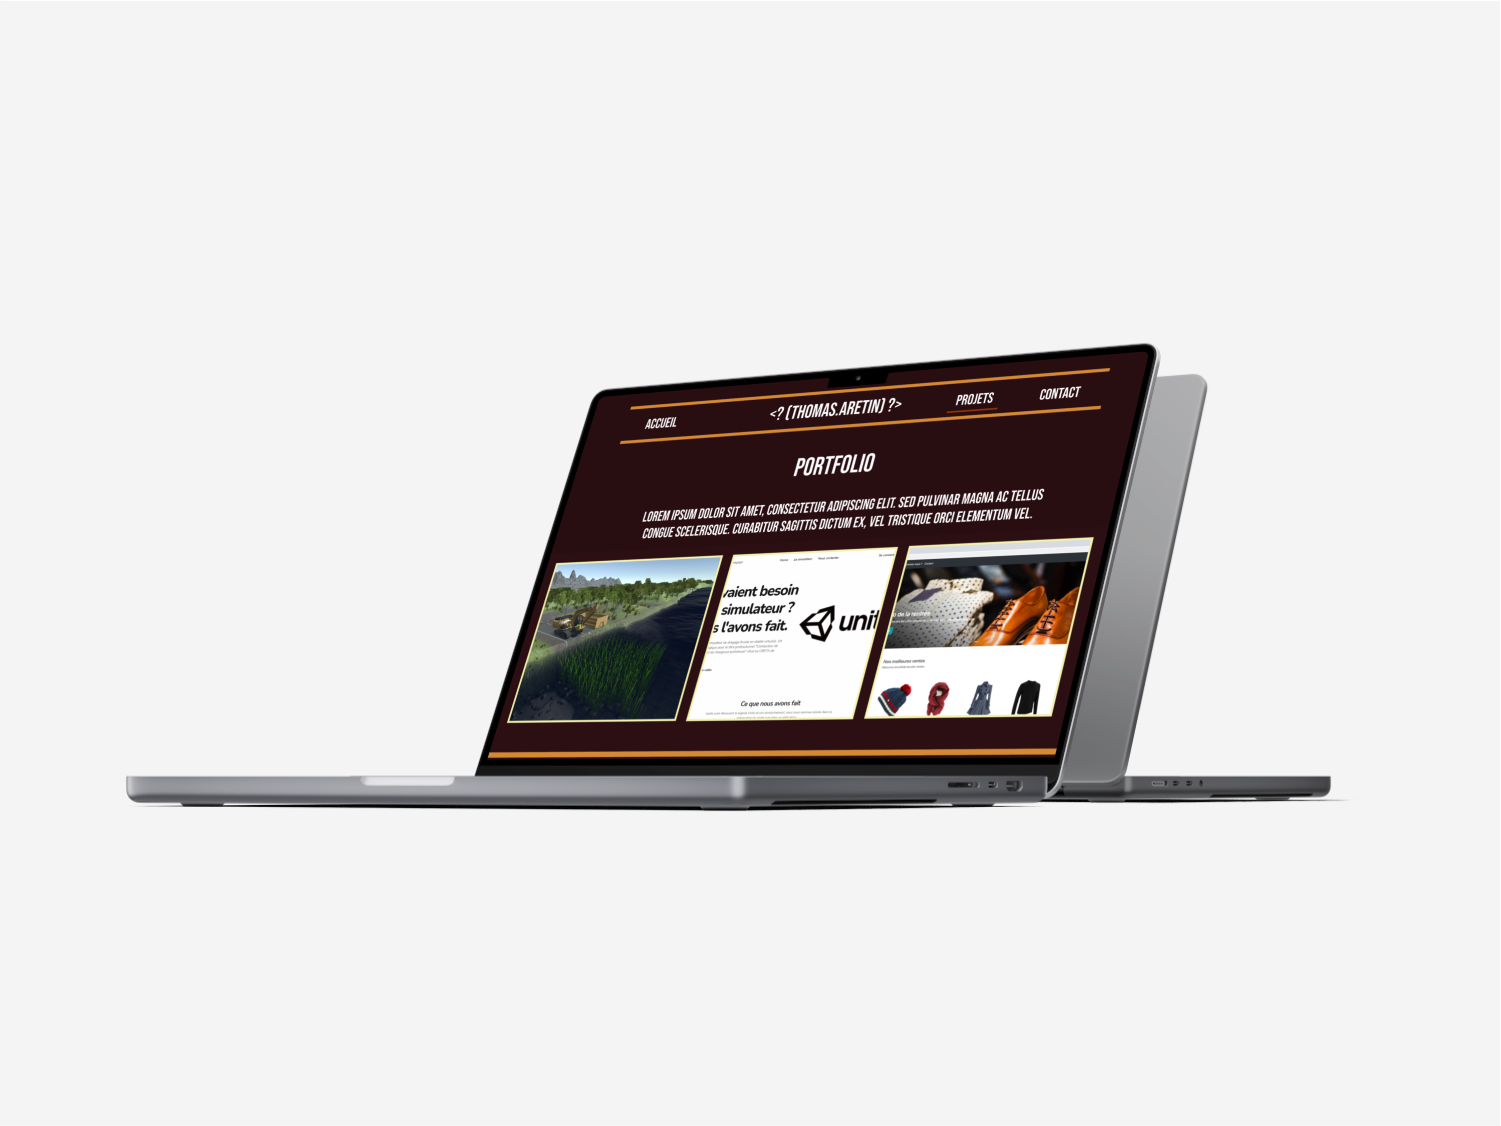 ACCUEIL
<? (THOMAS.ARETIN) ?>
PROJETS
CONTACT
PORTFOLIO
LOREM IPSUM DOLOR SIT AMET, CONSECTETUR ADIPISCING ELIT. SED PULVINAR MAGNA AC TELLUS
CONGUE SCELERISQUE. CURABITUR SAGITTIS DICTUM EX, VEL TRISTIQUE ORCI ELEMENTUM VEL.
vaient besoin
simulateur ?
s l'avons fait.
unit
Ce que nous avons fait
de la rentrée
Nos meilleures ventes